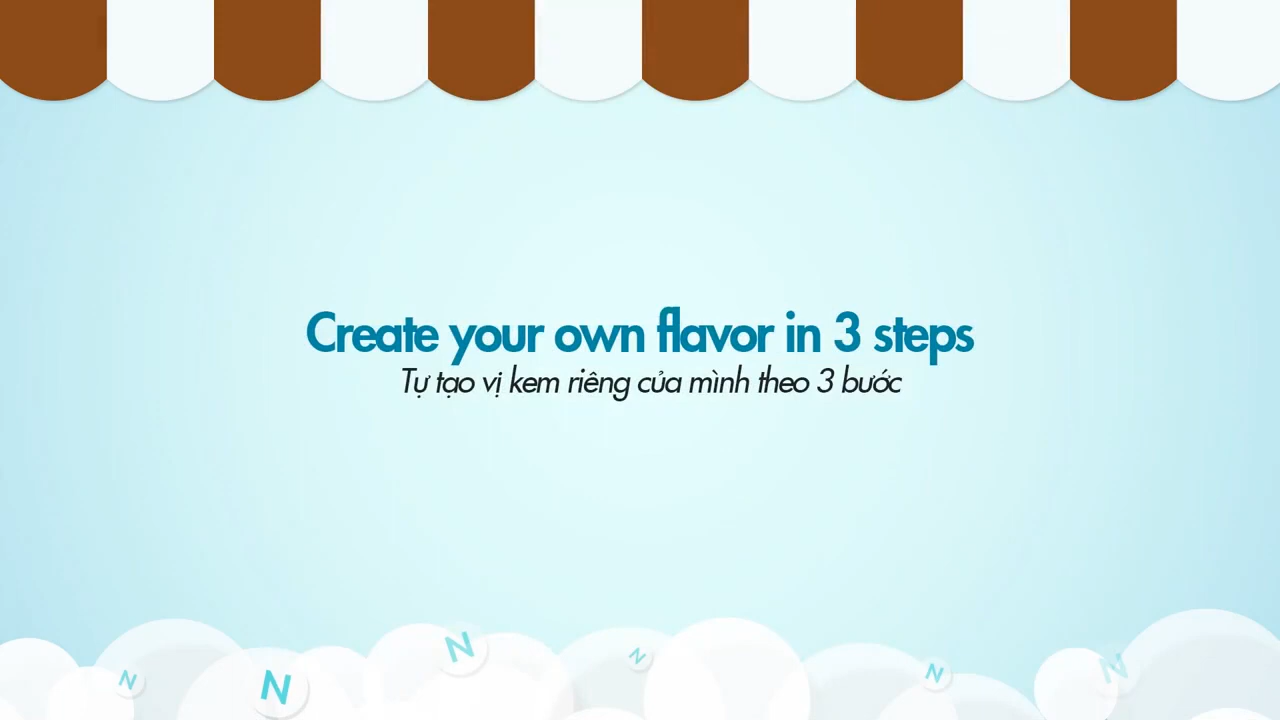 Create your own flavor in 3 steps
Tự tạo vị kem riêng của mình theo 3 bước
N
N
N
N
N
N